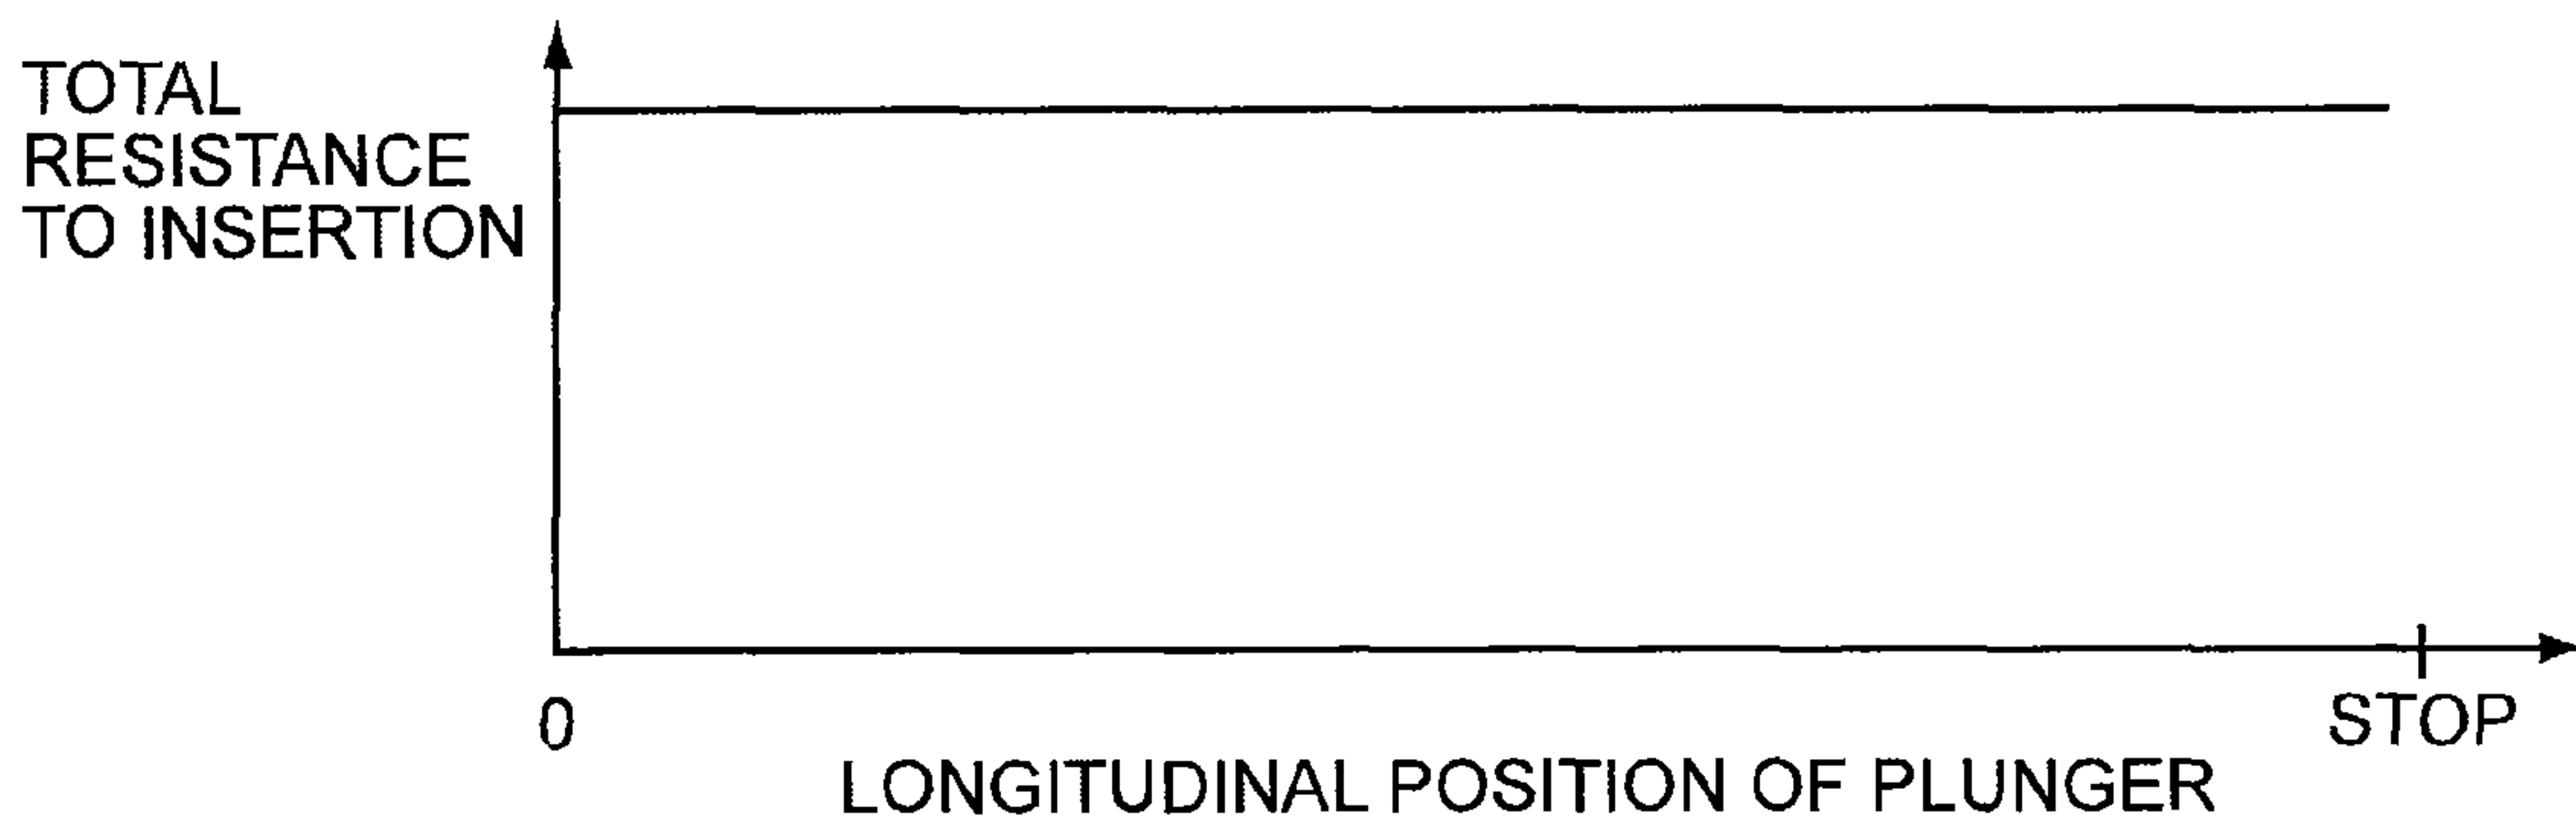 TOTAL
RESISTANCE
TO INSERTION
0
STOP
LONGITUDINAL POSITION OF PLUNGER